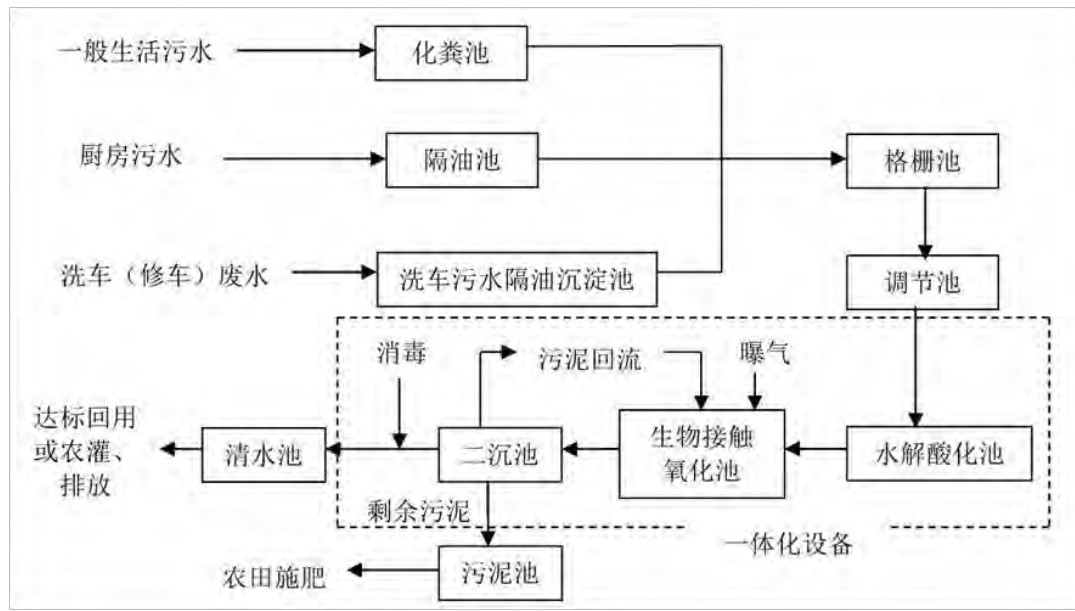 一般生活污水
化粪池
厨房污水
隔油池
格栅池
洗车（修车）废水
洗车污水隔油沉淀池
调节池
消毒
污泥回流
曝气
达标回用
或农灌、
排放
清水池
二沉池
生物接触
氧化池
水解酸化池
剩余污泥
一体化设备
农田施肥
污泥池